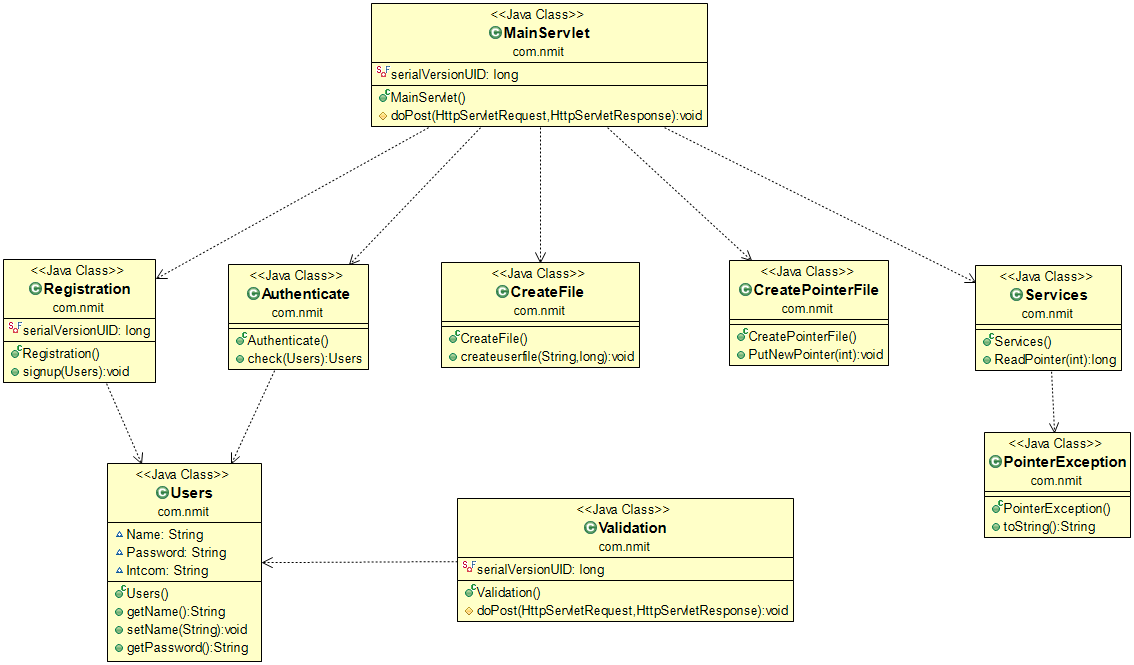 <<Java Class>>
MainServlet
com.nmit
serialVersionUID: long
MainServlet()
doPost(HttpServletRequest,HttpServletResponse):void
<<Java Class>>
Registration
com.nmit
serialVersionUID: long
Registration()
signup(Users):void
<<Java Class>>
Authenticate
com.nmit
Authenticate()
check(Users):Users
<<Java Class>>
CreateFile
com.nmit
CreateFile()
createuserfile(String,long):void
<<Java Class>>
CreatePointerFile
com.nmit
CreatePointerFile()
PutNewPointer(int):void
<<Java Class>>
Services
com.nmit
Services()
ReadPointer(int):long
<<Java Class>>
PointerException
com.nmit
PointerException()
toString():String
<<Java Class>>
Users
com.nmit
Name: String
Password: String
Intcom: String
Users()
getName():String
setName(String):void
getPassword():String
<<Java Class>>
Validation
com.nmit
serialVersionUID: long
Validation()
doPost(HttpServletRequest,HttpServletResponse):void